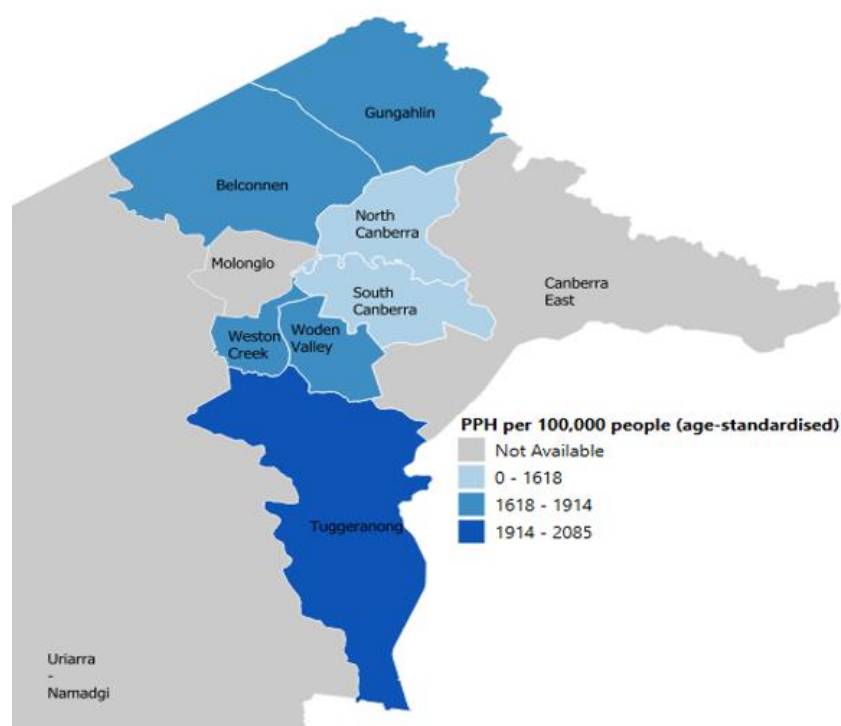 Gungahlin
Belconnen
North
Canberra
Molonglo
Canberra
East
South
Canberra
Weston
Creek
Woden
Valley
PPH per 100,000 people (age-standardised)
Not Available
0 - 1618
1618 - 1914
1914 - 2085
Tuggeranong
Uriarra
-
Namadgi